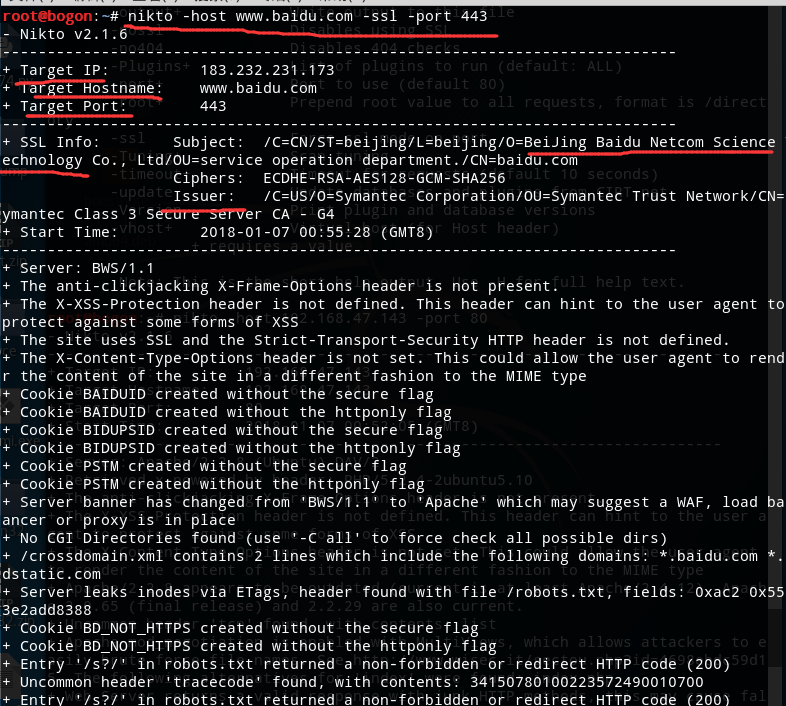 root@bogon:~# nikto -host www.baidu.com -ssl -port 443
- Nikto v2.1.6
---------------------------------------------------------------------------
+ Target IP:          183.232.231.173
+ Target Hostname:    www.baidu.com
+ Target Port:        443
---------------------------------------------------------------------------
+ SSL Info:        Subject:  /C=CN/ST=beijing/L=beijing/O=BeiJing Baidu Netcom Science
echnology Co., Ltd/OU=service operation department./CN=baidu.com
                   Ciphers:  ECDHE-RSA-AES128-GCM-SHA256
                   Issuer:   /C=US/O=Symantec Corporation/OU=Symantec Trust Network/CN=
ymantec Class 3 Secure Server CA - G4
+ Start Time:         2018-01-07 00:55:28 (GMT8)
---------------------------------------------------------------------------
+ Server: BWS/1.1
+ The anti-clickjacking X-Frame-Options header is not present.
+ The X-XSS-Protection header is not defined. This header can hint to the user agent to
protect against some forms of XSS
+ The site uses SSL and the Strict-Transport-Security HTTP header is not defined.
+ The X-Content-Type-Options header is not set. This could allow the user agent to rend
r the content of the site in a different fashion to the MIME type
+ Cookie BAIDUID created without the secure flag
+ Cookie BAIDUID created without the httponly flag
+ Cookie BIDUPSID created without the secure flag
+ Cookie BIDUPSID created without the httponly flag
+ Cookie PSTM created without the secure flag
+ Cookie PSTM created without the httponly flag
+ Server banner has changed from 'BWS/1.1' to 'Apache' which may suggest a WAF, load ba
ancer or proxy is in place
+ No CGI Directories found (use '-C all' to force check all possible dirs)
+ /crossdomain.xml contains 2 lines which include the following domains: *.baidu.com *.
dstatic.com
+ Server leaks inodes via ETags, header found with file /robots.txt, fields: 0xac2 0x55
3e2add8388
+ Cookie BD_NOT_HTTPS created without the secure flag
+ Cookie BD_NOT_HTTPS created without the httponly flag
+ Entry '/s?/' in robots.txt returned a non-forbidden or redirect HTTP code (200)
+ Uncommon header 'tracecode' found, with contents: 34150780100223572490010700
+ Entry '/s?/' in robots.txt returned a non-forbidden or redirect HTTP code (200)